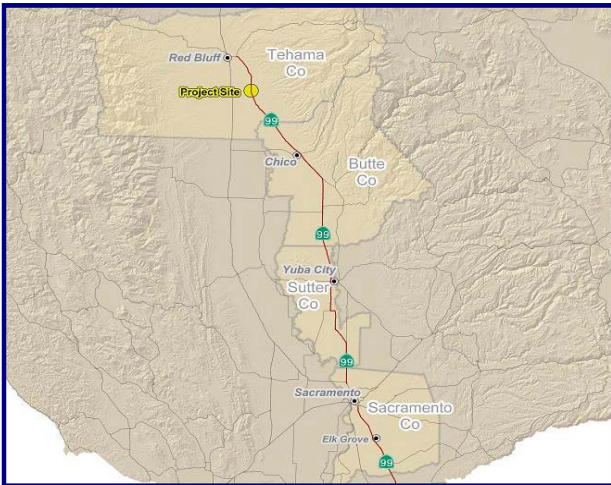 Red Bluff
Tehama
Co
Project Site
99
Chico
Butte
Co
99
Yuba City
Sutter
Co
99
Sacramento
Sacramento
Co
Elk Grove
99